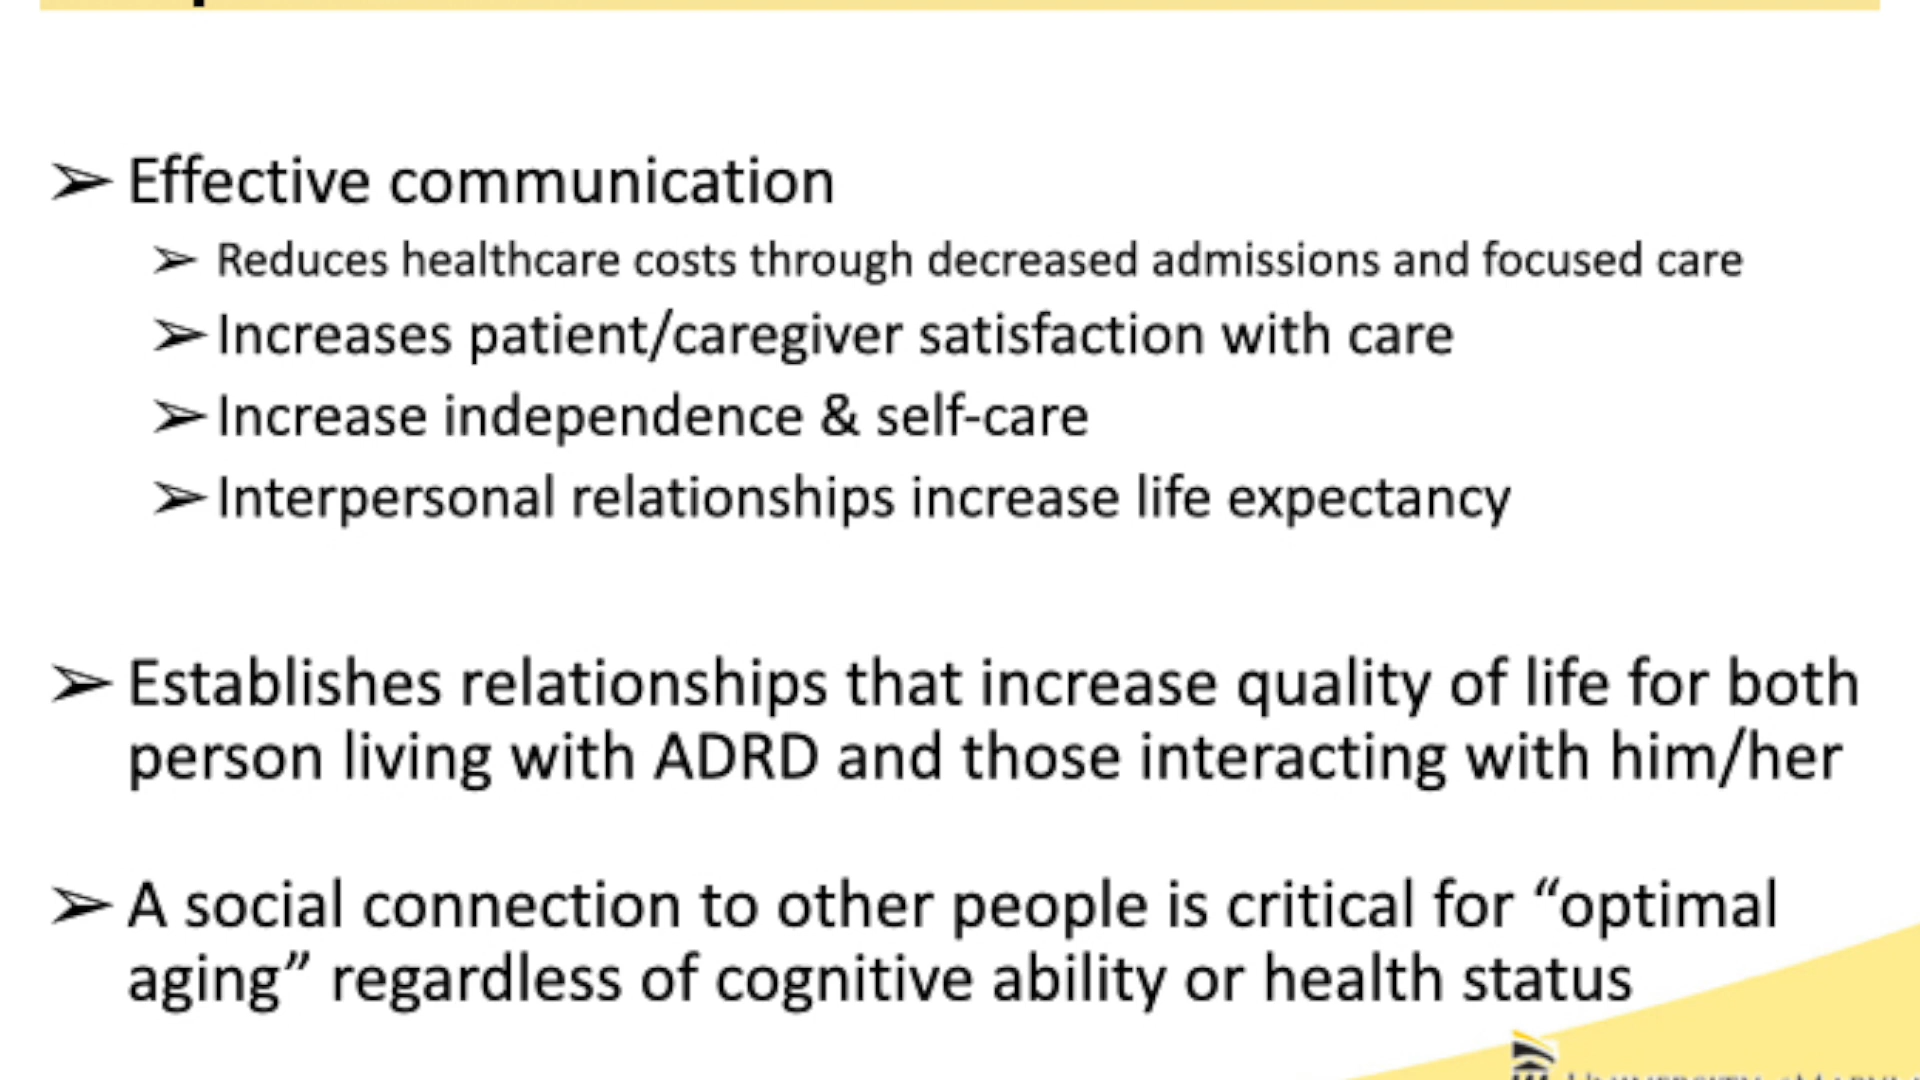 ➢ Effective communication
➢ Reduces healthcare costs through decreased admissions and focused care
➢ Increases patient/caregiver satisfaction with care
➢ Increase independence & self-care
➢ Interpersonal relationships increase life expectancy
➢ Establishes relationships that increase quality of life for both
person living with ADRD and those interacting with him/her
➢ A social connection to other people is critical for “optimal
aging” regardless of cognitive ability or health status